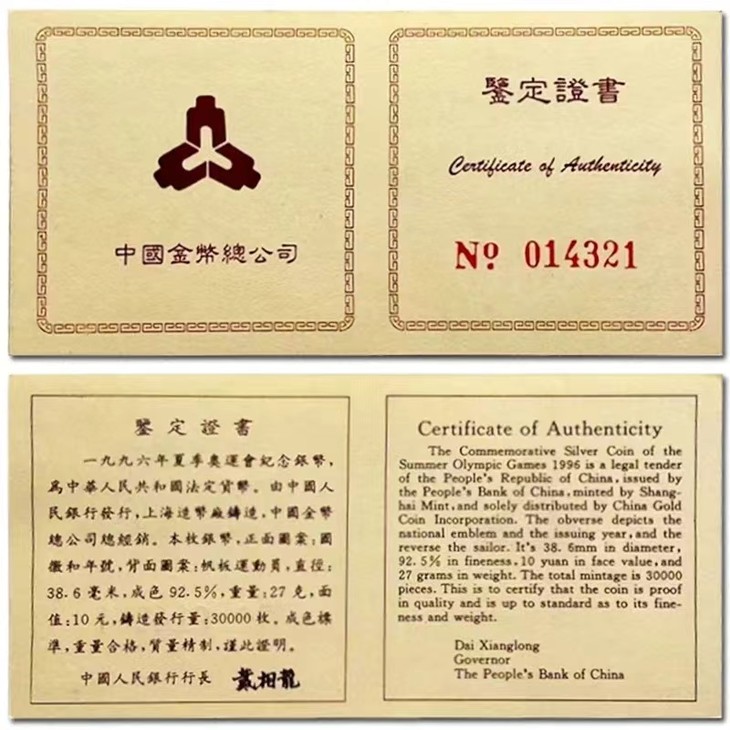 中國金幣總公司
鑒定證書
Certificate of Authenticity
Nº 014321
鑒定證書
一九九六年夏季奧運會紀念銀幣,
爲中華人民共和國法定貨幣。由中國人
民銀行發行,上海造幣廠鑄造,中國金幣
總公司總經銷。本枚銀幣,正面圖案:國
徽和年號,背面圖案:帆板運動員,直徑:
38.6毫米,成色92.5%,重量:27克,面
值:10元,鑄造發行量:30000枚。成色標
準,重量合格,質量精制,謹此證明。
中國人民銀行行長 戴相龍
Certificate of Authenticity
The Commemorative Silver Coin of the
Summer Olympic Games 1996 is a legal tender
of the People's Republic of China, issued by
the People's Bank of China, minted by Shang-
hai Mint, and solely distributed by China Gold
Coin Incorporation. The obverse depicts the
national emblem and the issuing year, and the
reverse the sailor. It's 38. 6mm in diameter,
92. 5% in fineness, 10 yuan in face value, and
27 grams in weight. The total mintage is 30000
pieces. This is to certify that the coin is proof
in quality and is up to standard as to its fine-
ness and weight.
Dai Xianglong
Governor
The People's Bank of China